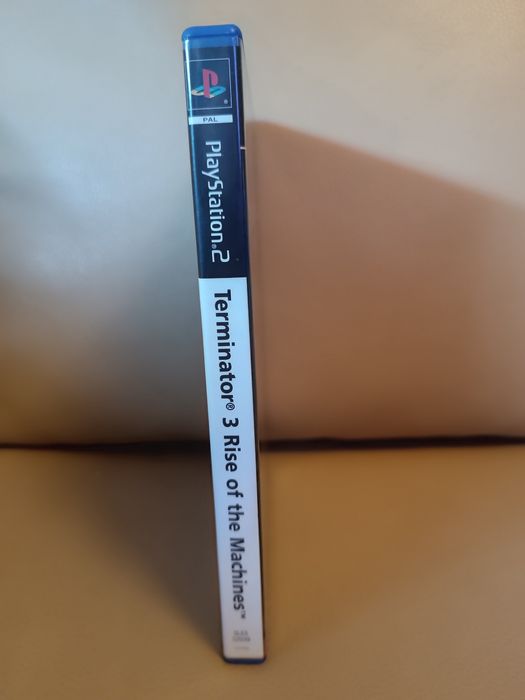 PAL
PlayStation®2
Terminator® 3 Rise of the Machines™